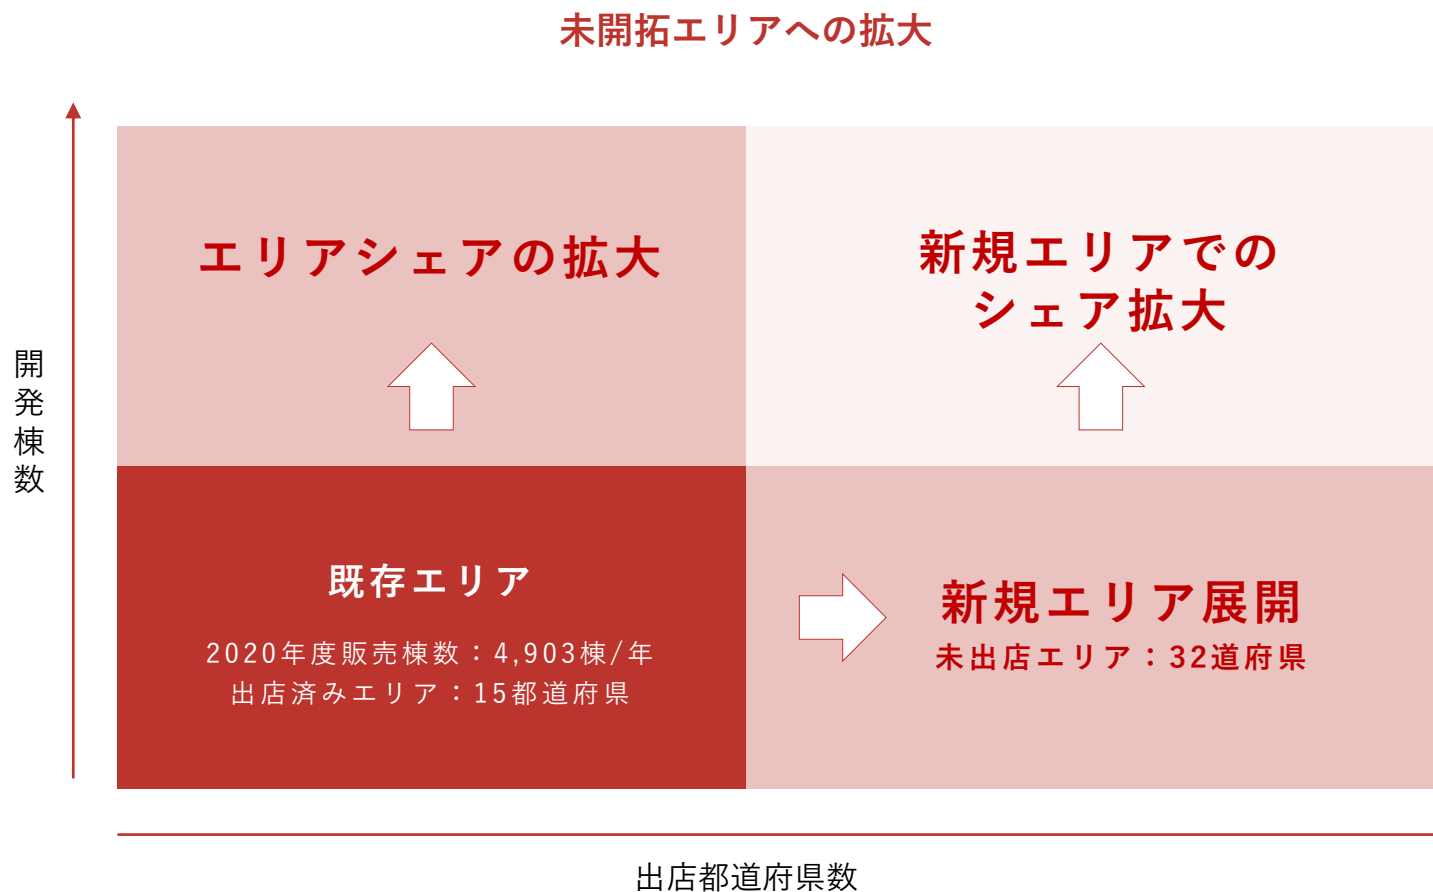 未開拓エリアへの拡大
エリアシェアの拡大
新規エリアでの
シェア拡大
開発棟数
既存エリア
2020年度販売棟数：4,903棟/年
出店済みエリア：15都道府県
新規エリア展開
未出店エリア：32道府県
出店都道府県数